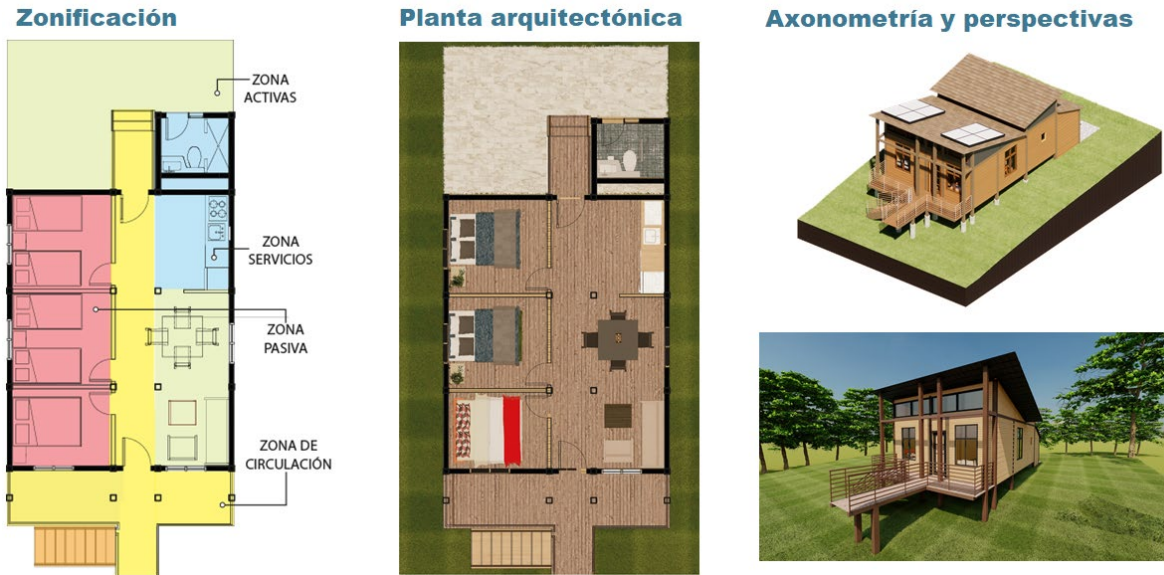 Zonificación
Planta arquitectónica
Axonometría y perspectivas
ZONA
ACTIVAS
ZONA
SERVICIOS
ZONA
PASIVA
ZONA DE
CIRCULACIÓN